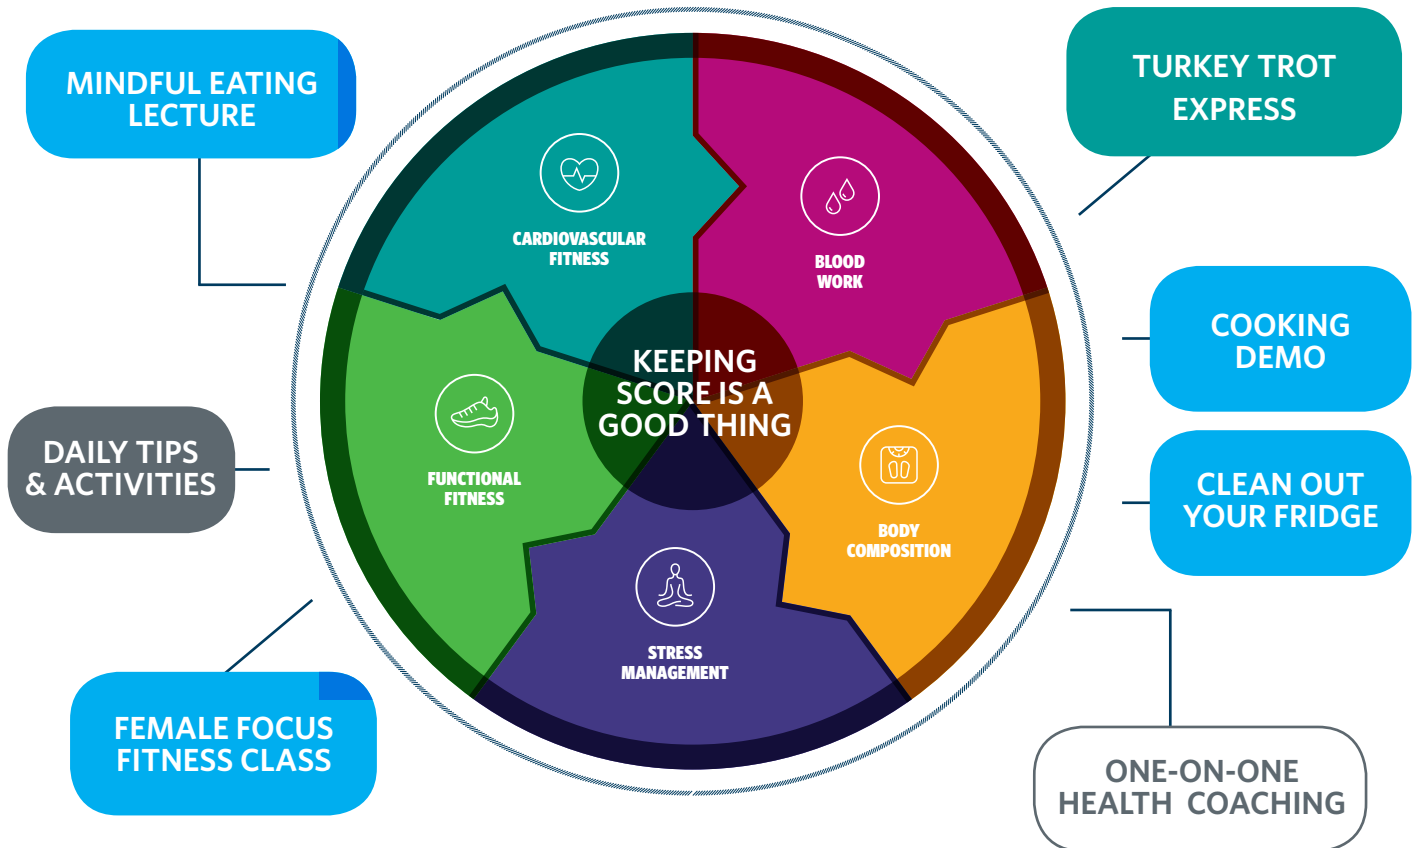 MINDFUL EATING
LECTURE
TURKEY TROT
EXPRESS
CARDIOVASCULAR
FITNESS
BLOOD
WORK
COOKING
DEMO
KEEPING
SCORE IS A
GOOD THING
DAILY TIPS
& ACTIVITIES
FUNCTIONAL
FITNESS
BODY
COMPOSITION
CLEAN OUT
YOUR FRIDGE
STRESS
MANAGEMENT
FEMALE FOCUS
FITNESS CLASS
ONE-ON-ONE
HEALTH COACHING